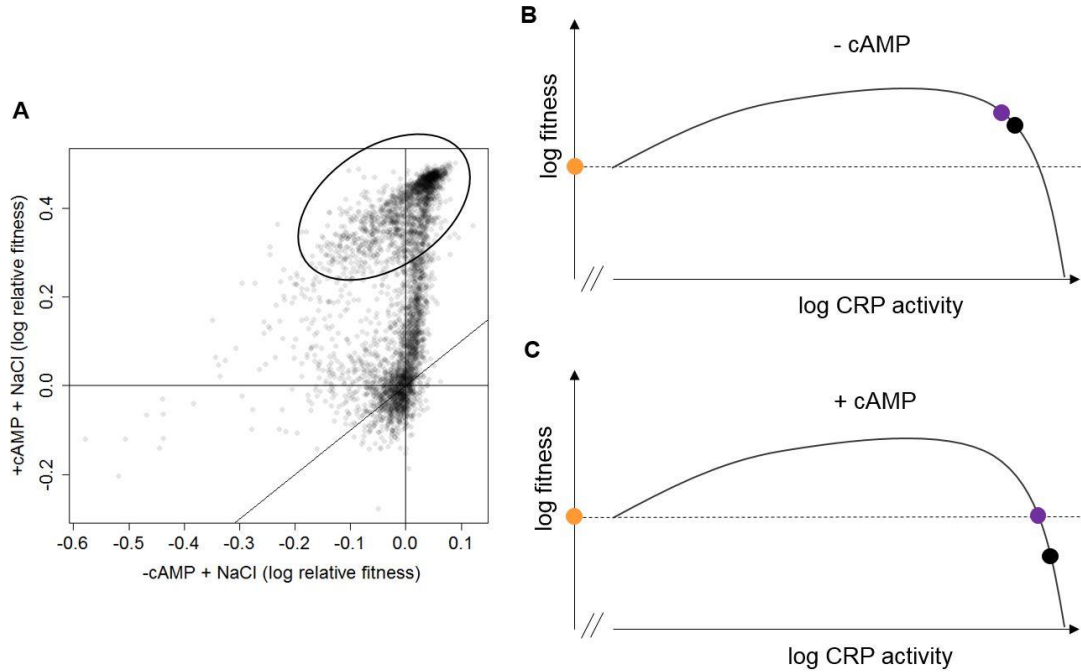 A
+cAMP + NaCl (log relative fitness)
0.4
0.2
0.0
-0.2
-0.6
-0.5
-0.4
-0.3
-0.2
-0.1
0.0
0.1
-cAMP + NaCl (log relative fitness)
B
- cAMP
log fitness
log CRP activity
C
+ cAMP
log fitness
log CRP activity